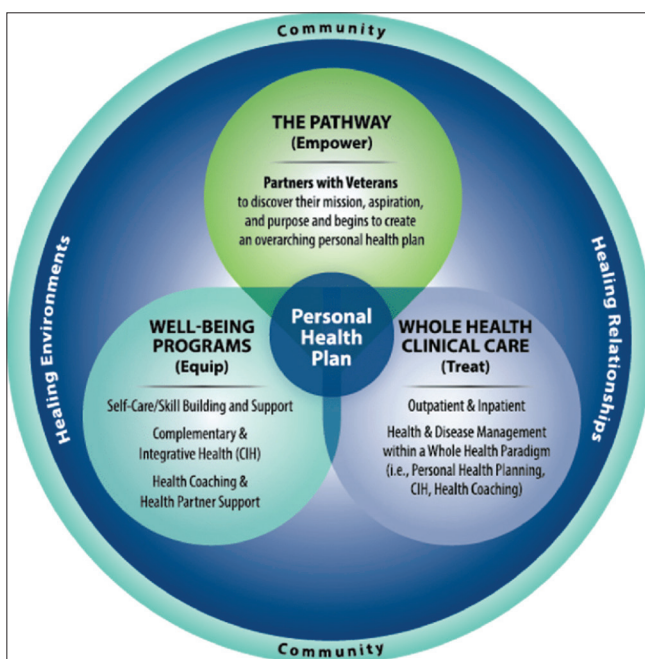 Community
THE PATHWAY
(Empower)
Partners with Veterans
to discover their mission, aspiration,
and purpose and begins to create
an overarching personal health plan
Healing Environments
Healing Relationships
Personal
Health
Plan
WELL-BEING
PROGRAMS
(Equip)
Self-Care/Skill Building and Support
Complementary &
Integrative Health (CIH)
Health Coaching &
Health Partner Support
WHOLE HEALTH
CLINICAL CARE
(Treat)
Outpatient & Inpatient
Health & Disease Management
within a Whole Health Paradigm
(i.e., Personal Health Planning,
CIH, Health Coaching)
Community